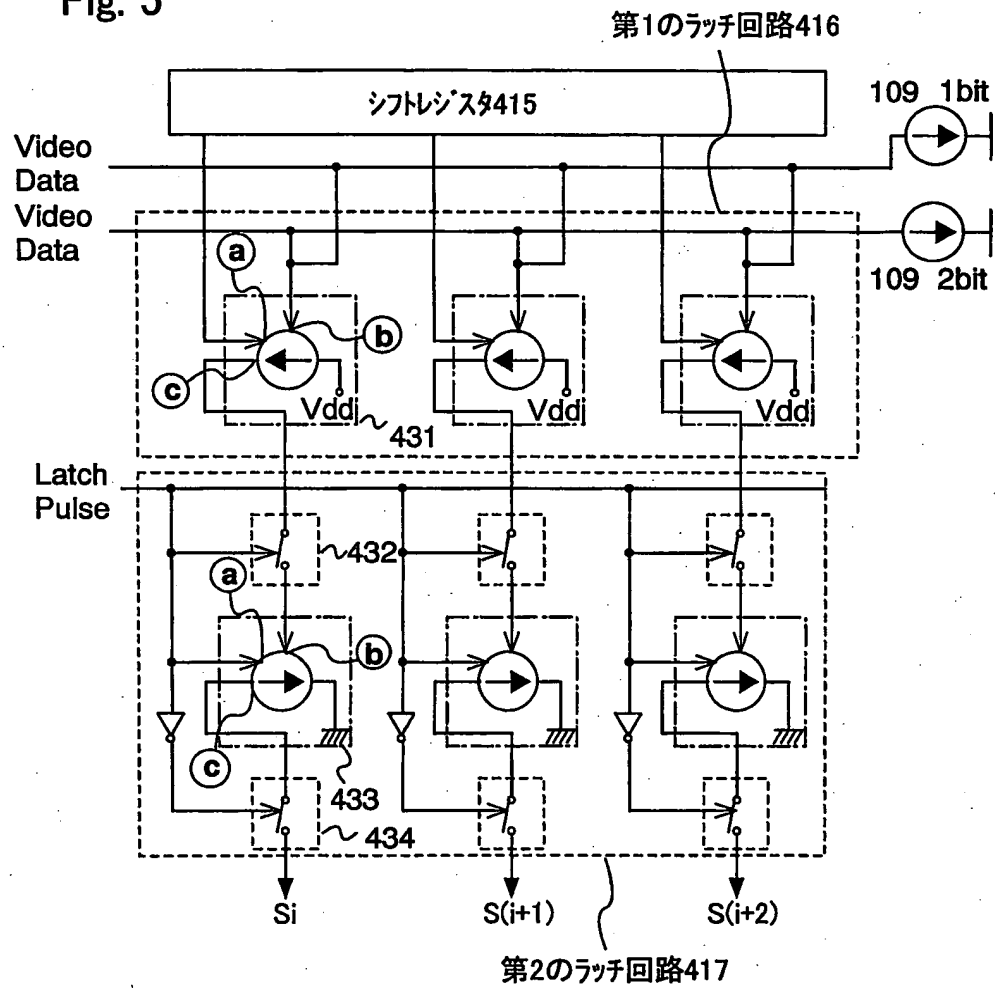 Fig. 5
第1のラッチ回路416
シフトレジスタ415
109 1bit
Video
Data
Video
Data
109 2bit
a
b
c
Vdd
Vdd
Vdd
431
Latch
Pulse
432
a
b
c
433
434
Si
S(i+1)
S(i+2)
第2のラッチ回路417